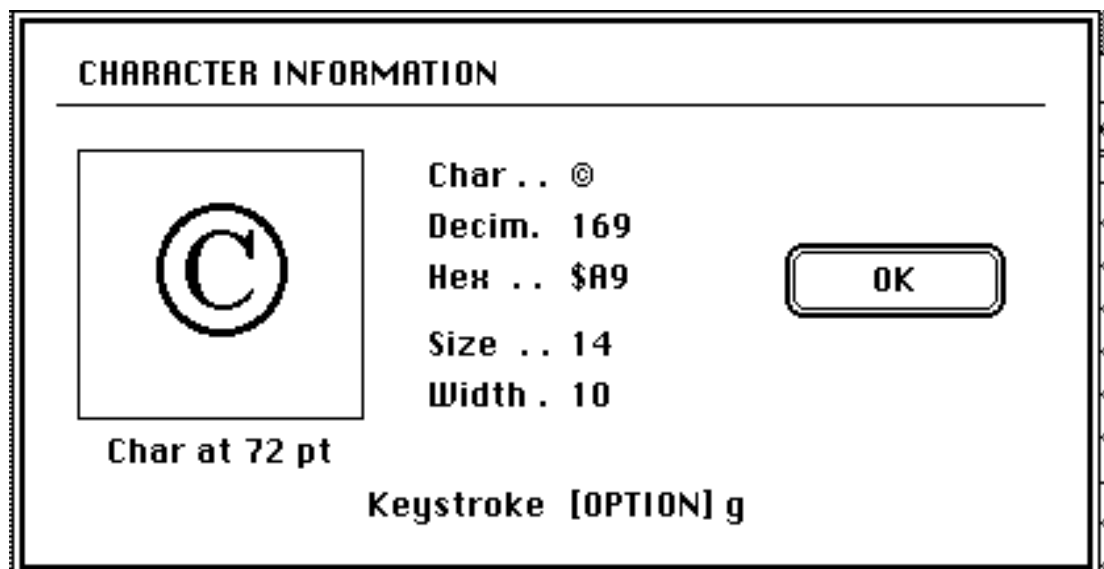 CHARACTER INFORMATION
©
Char . . ©
Decim. 169
Hex . . $A9
Size . . 14
Width . 10
OK
Char at 72 pt
Keystroke [OPTION] g